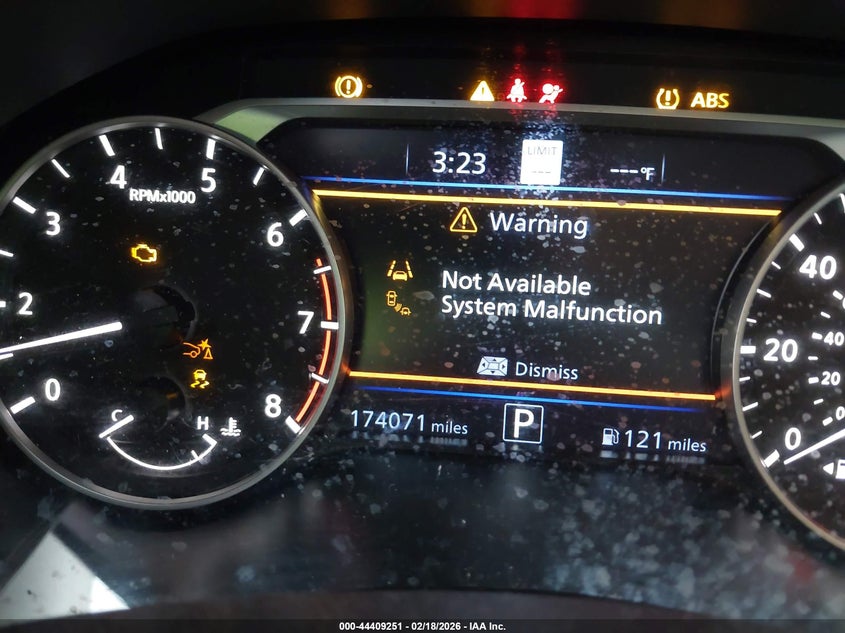 ABS
3:23
LIMIT
---
---°F
4
5
RPMx1000
3
6
2
7
0
8
C
H
Warning
Not Available
System Malfunction
Dismiss
174071 miles
P
121 miles
40
20
0
40
20
0
000-44409251 - 02/18/2026 - IAA Inc.